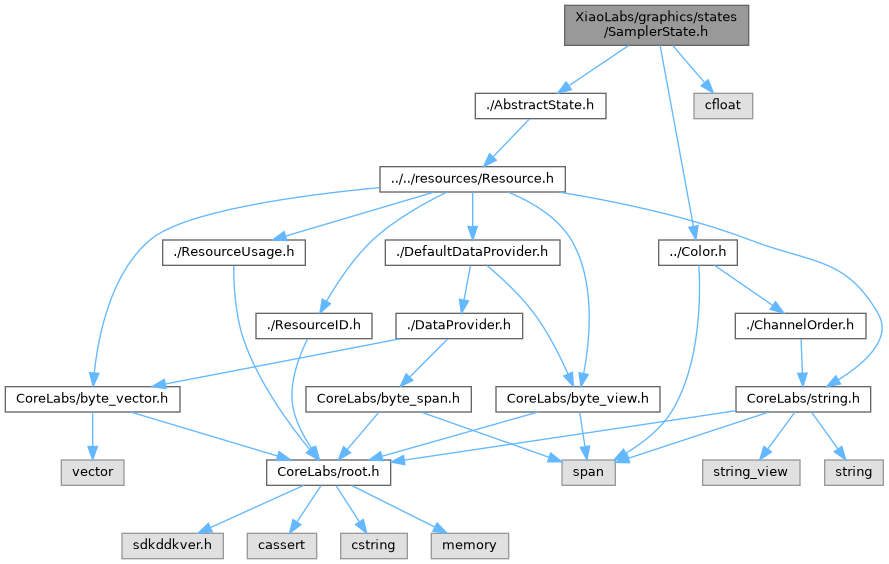 XiaoLabs/graphics/states
/SamplerState.h
./AbstractState.h
cfloat
../../resources/Resource.h
./ResourceUsage.h
./DefaultDataProvider.h
../Color.h
./ResourceID.h
./DataProvider.h
./ChannelOrder.h
CoreLabs/byte_vector.h
CoreLabs/byte_span.h
CoreLabs/byte_view.h
CoreLabs/string.h
vector
CoreLabs/root.h
span
string_view
string
sdkddkver.h
cassert
cstring
memory